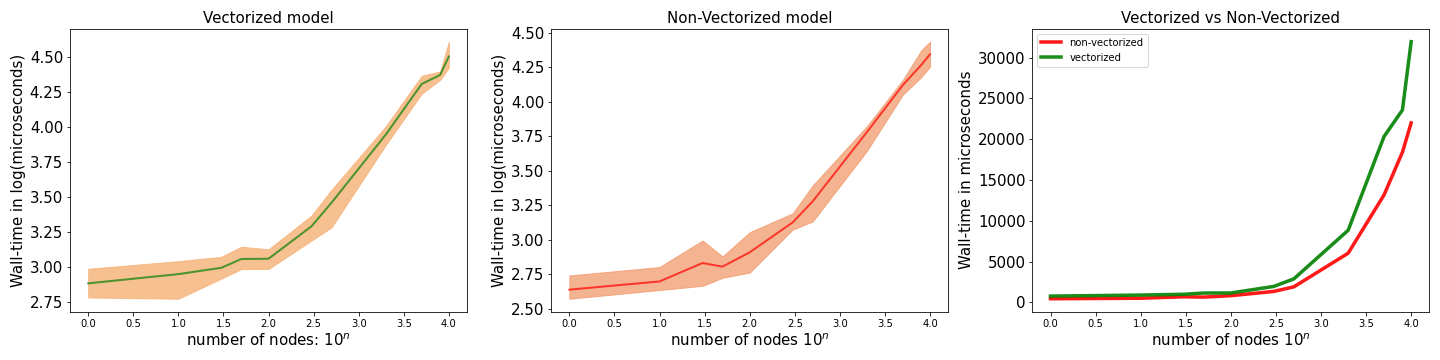 Vectorized model
Wall-time in log(microseconds)
4.50
4.25
4.00
3.75
3.50
3.25
3.00
2.75
0.0 0.5 1.0 1.5 2.0 2.5 3.0 3.5 4.0
number of nodes: 10^n
Non-Vectorized model
Wall-time in log(microseconds)
4.50
4.25
4.00
3.75
3.50
3.25
3.00
2.75
2.50
0.0 0.5 1.0 1.5 2.0 2.5 3.0 3.5 4.0
number of nodes 10^n
Vectorized vs Non-Vectorized
non-vectorized
vectorized
Wall-time in microseconds
30000
25000
20000
15000
10000
5000
0
0.0 0.5 1.0 1.5 2.0 2.5 3.0 3.5 4.0
number of nodes 10^n